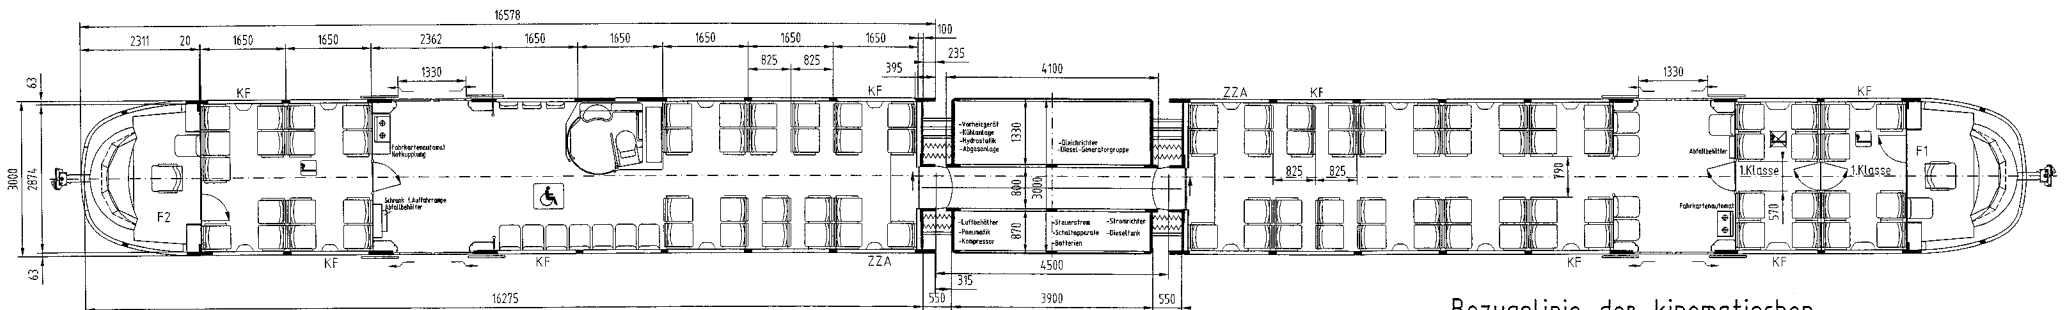 16578
2311 20 1650 1650 2362 1650 1650 1650 1650 1650 100
825 825 235
395
1330 4100 1330
63 KF KF ZZA KF KF
3000 2874
-Vorheizgerät
-Kühlanlage
-Hydrostatik
-Abgasanlage
1330
-Gleichrichter
-Diesel-Generatorgruppe
Fahrkartenautomat
Notkupplung
800 3000
825 825 790
Abfallbehälter
1.Klasse 1.Klasse
F1
F2
Schrank f. Auffahrrampe
Abfallbehälter
-Luftbehälter
-Pneumatik
-Kompressor
870
-Steuerstrom
-Schaltapparate
-Batterien
-Stromrichter
-Dieseltank
Fahrkartenautomat
570
63 KF KF ZZA KF KF
4500
315
16275 550 3900 550
Bezugslinie der kinematischen